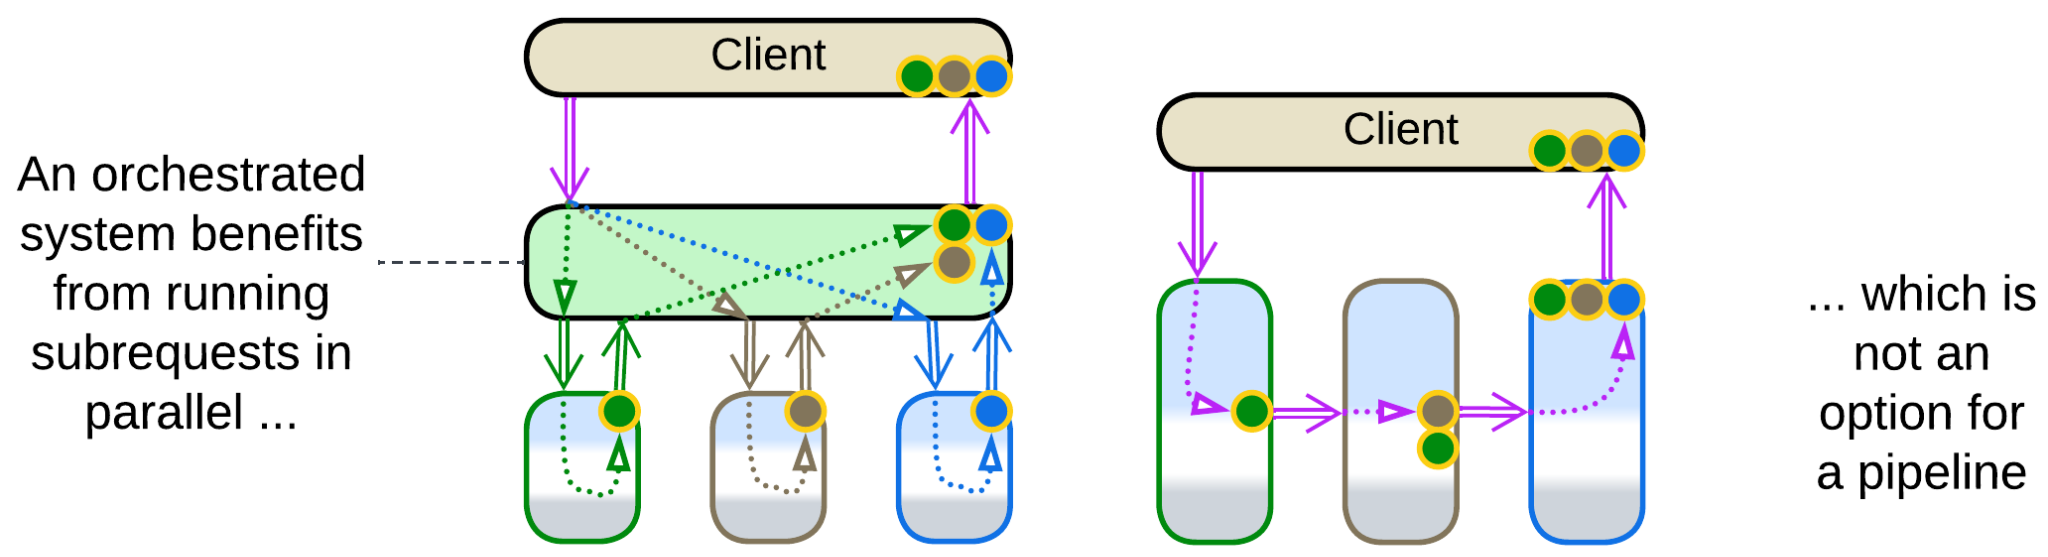 An orchestrated
system benefits
from running
subrequests in
parallel ...
Client
Client
... which is
not an
option for
a pipeline